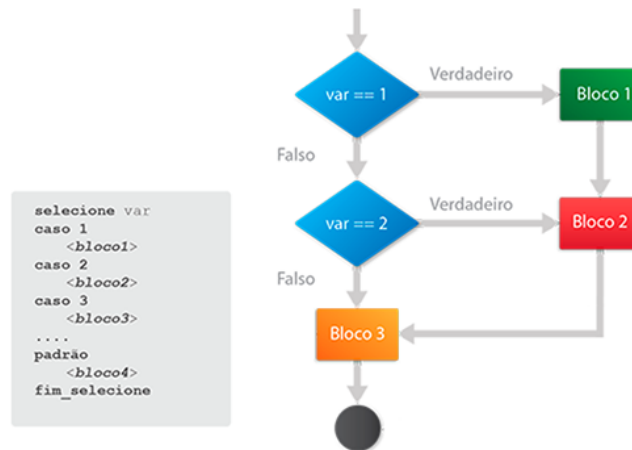 selecione var
caso 1
<bloco1>
caso 2
<bloco2>
caso 3
<bloco3>
....
padrão
<bloco4>
fim_selecione
var == 1
Verdadeiro
Bloco 1
Falso
var == 2
Verdadeiro
Bloco 2
Falso
Bloco 3